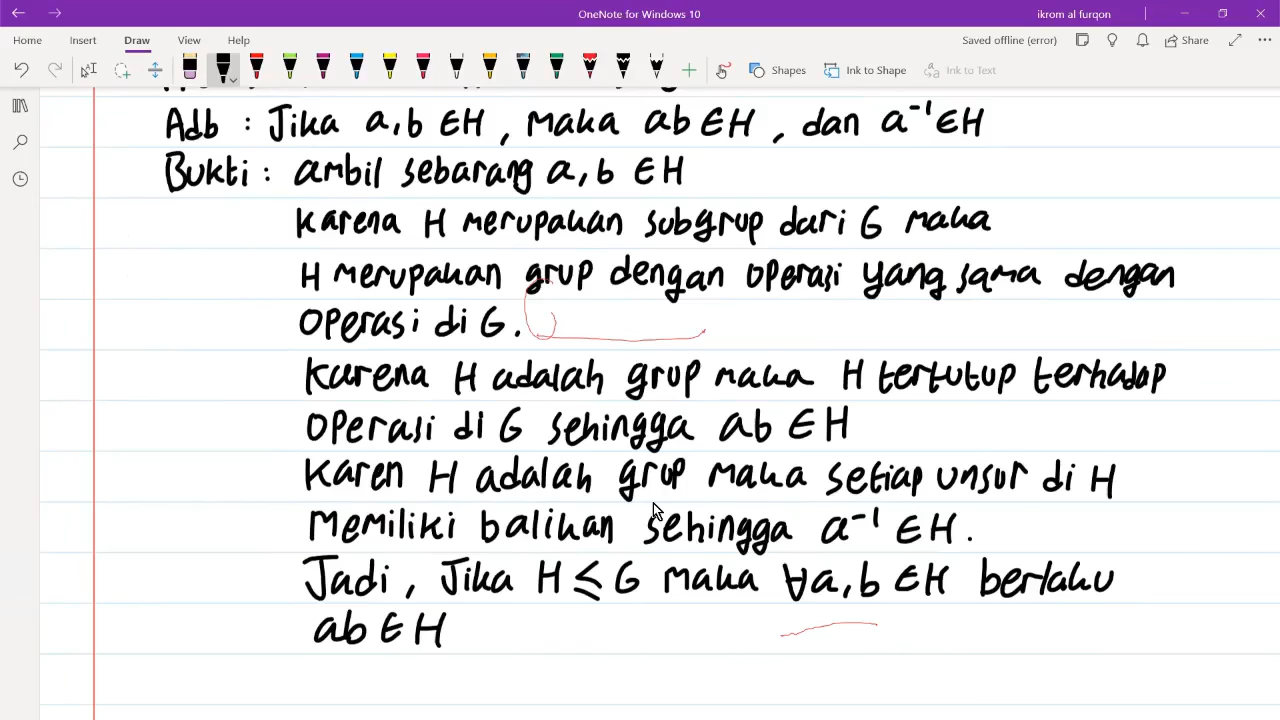 OneNote for Windows 10
ikrom al furqon
Home Insert Draw View Help
Saved offline (error)
Share
Shapes
Ink to Shape
Ink to Text
Adb : Jika a,b ∈H , maka ab ∈H , dan a⁻¹∈H
Bukti : ambil sebarang a,b ∈H
Karena H merupakan subgrup dari G maka
H merupakan grup dengan operasi yang sama dengan
operasi di G.
Karena H adalah grup maka H tertutup terhadap
operasi di G sehingga ab ∈H
Karen H adalah grup maka setiap unsur di H
memiliki balikan sehingga a⁻¹ ∈H.
Jadi , Jika H ≤ G maka ∀a,b ∈H berlaku
ab ∈ H